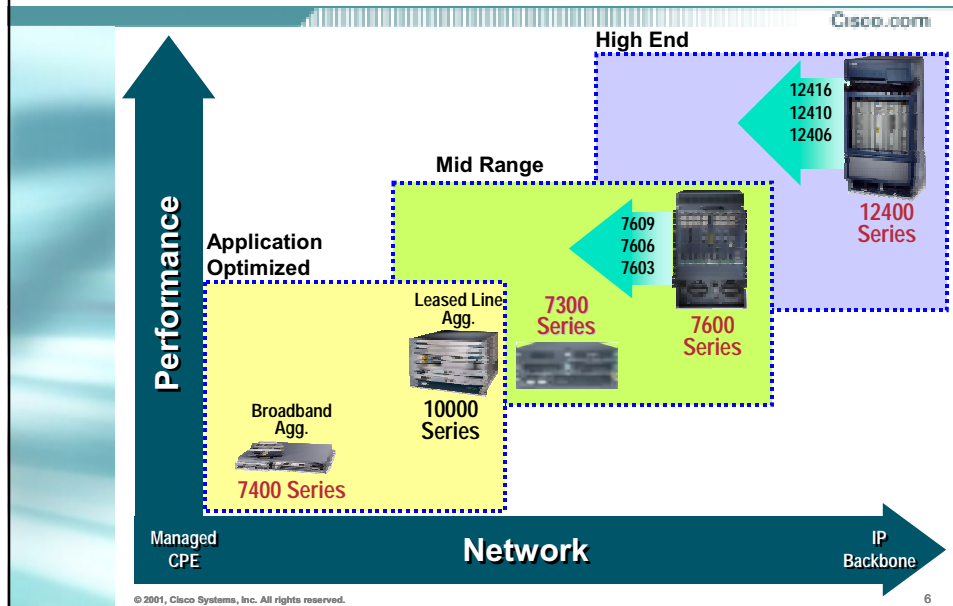 Cisco.com
High End
12416
12410
12406
12400
Series
Mid Range
7609
7606
7603
7600
Series
7300
Series
Application
Optimized
Leased Line
Agg.
10000
Series
Broadband
Agg.
7400 Series
Performance
Managed
CPE
Network
IP
Backbone
© 2001, Cisco Systems, Inc. All rights reserved.
6